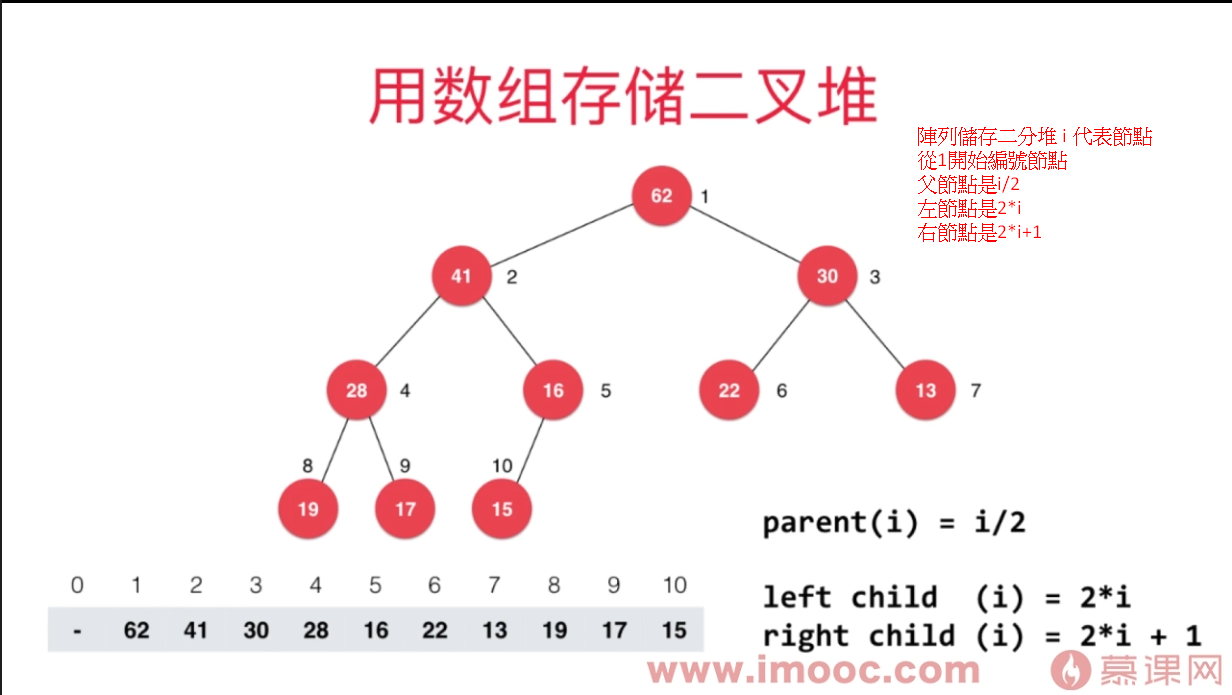 用数组存储二叉堆
陣列儲存二分堆 i 代表節點
從1開始編號節點
父節點是i/2
左節點是2*i
右節點是2*i+1
62 1
41 2
30 3
28 4
16 5
22 6
13 7
8 9 10
19 17 15
parent(i) = i/2
left child (i) = 2*i
right child (i) = 2*i + 1
0 1 2 3 4 5 6 7 8 9 10
- 62 41 30 28 16 22 13 19 17 15
www.imooc.com 慕课网